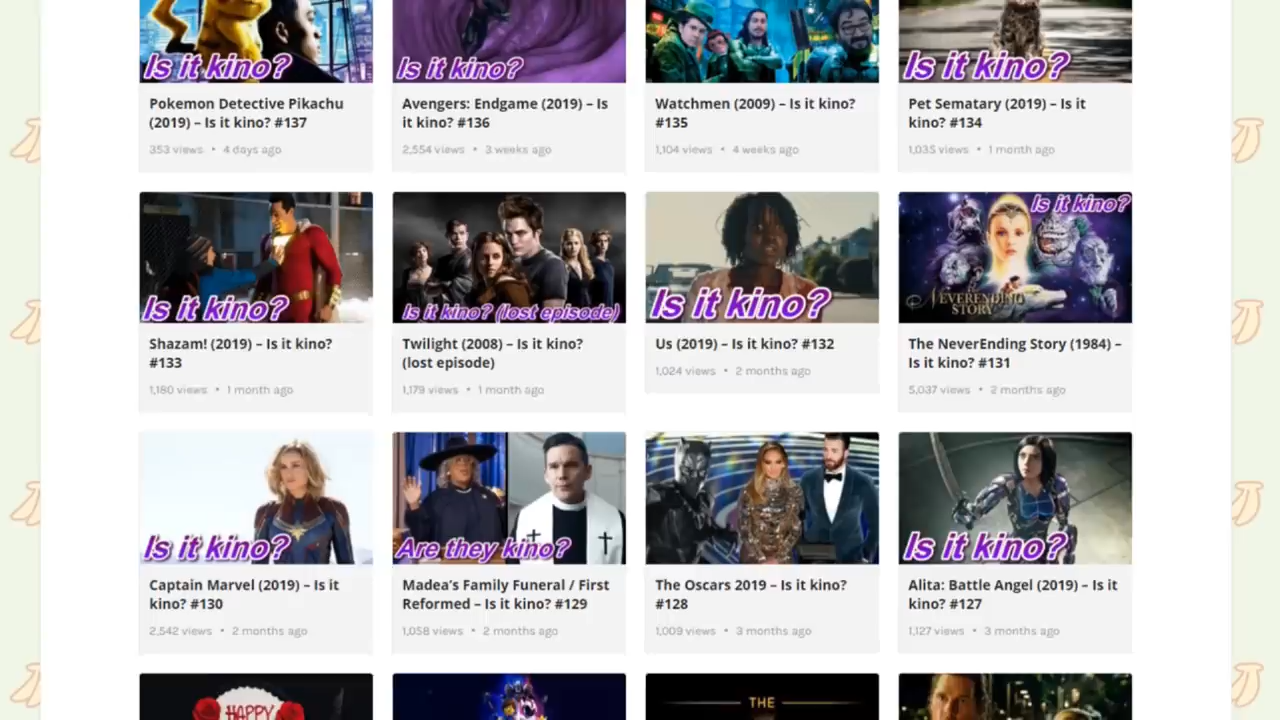 Is it kino?
Is it kino?
Is it kino?
Pokemon Detective Pikachu
(2019) – Is it kino? #137
353 views • 4 days ago
Avengers: Endgame (2019) – Is
it kino? #136
2,554 views • 3 weeks ago
Watchmen (2009) – Is it kino?
#135
1,104 views • 4 weeks ago
Pet Sematary (2019) – Is it
kino? #134
1,035 views • 1 month ago
Is it kino?
Is it kino? (lost episode)
Is it kino?
Is it kino?
THE
NEVERENDING
STORY
Shazam! (2019) – Is it kino?
#133
1,180 views • 1 month ago
Twilight (2008) – Is it kino?
(lost episode)
1,179 views • 1 month ago
Us (2019) – Is it kino? #132
1,024 views • 2 months ago
The NeverEnding Story (1984) –
Is it kino? #131
5,037 views • 2 months ago
Is it kino?
Are they kino?
Is it kino?
Captain Marvel (2019) – Is it
kino? #130
2,542 views • 2 months ago
Madea's Family Funeral / First
Reformed – Is it kino? #129
1,058 views • 2 months ago
The Oscars 2019 – Is it kino?
#128
1,009 views • 3 months ago
Alita: Battle Angel (2019) – Is it
kino? #127
1,127 views • 3 months ago
HAPPY
THE